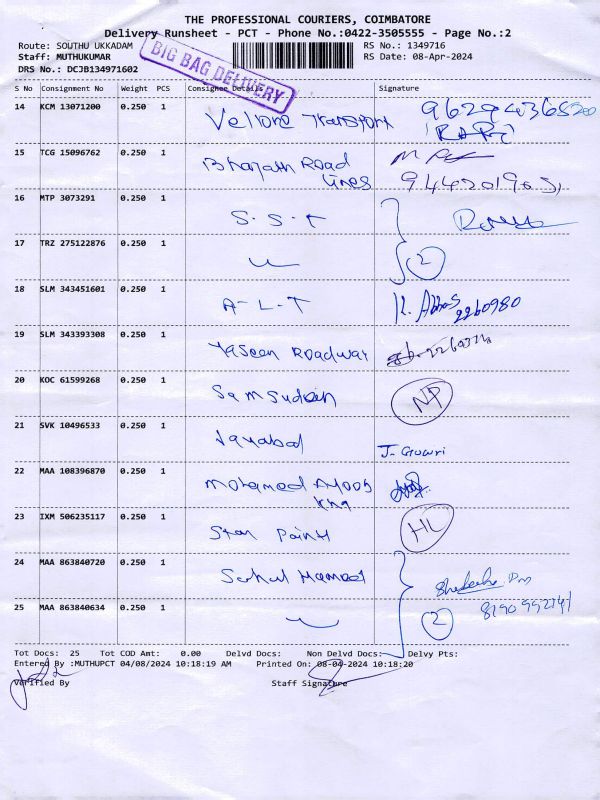 THE PROFESSIONAL COURIERS, COIMBATORE
Delivery Runsheet - PCT - Phone No.:0422-3505555 - Page No.:2
Route: SOUTHU UKKADAM RS No.: 1349716
Staff: MUTHUKUMAR RS Date: 08-Apr-2024
DRS No.: DCJB134971602
BIG BAG DELIVERY
S No Consignment No Weight PCS Consignee Details Signature
14 KCM 13071200 0.250 1 Vellore Transport
15 TCG 15096762 0.250 1 Bharath Road
Lines
16 MTP 3073291 0.250 1 S.S.T
17 TRZ 275122876 0.250 1 2
18 SLM 343451601 0.250 1 A-L-T K. Abbas
2260980
19 SLM 343393308 0.250 1 Yaseen Roadway
20 KOC 61599268 0.250 1 Samsudein NP
21 SVK 10496533 0.250 1 J- Gowri
22 MAA 108396870 0.250 1 Mohamed Ayoob
Khan
23 IXM 506235117 0.250 1 Star Paint HL
24 MAA 863840720 0.250 1 Sahul Hameed
25 MAA 863840634 0.250 1 2
Tot Docs: 25 Tot COD Amt: 0.00 Delvd Docs: Non Delvd Docs: Delvy Pts:
Entered By :MUTHUPCT 04/08/2024 10:18:19 AM Printed On: 08-04-2024 10:18:20
Verified By Staff Signature